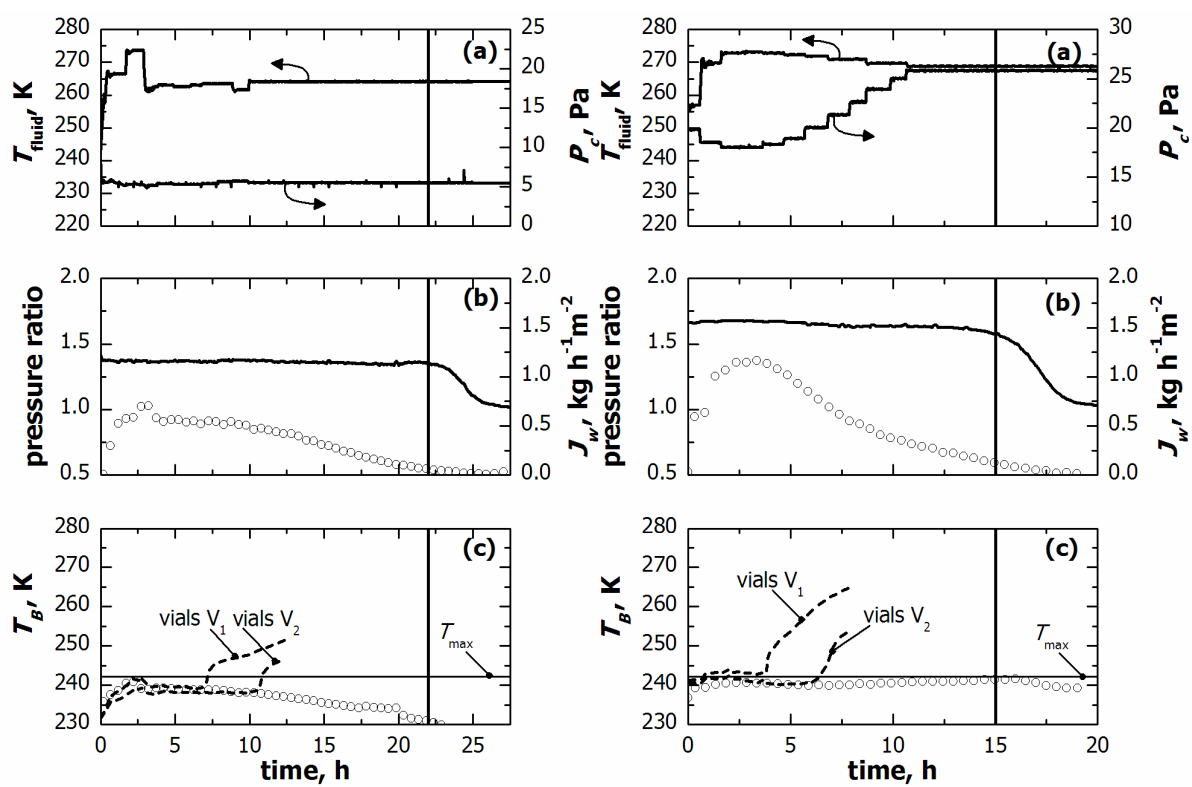 280
270
260
250
240
230
220
T_fluid, K
(a)
25
20
15
10
5
0
P_c, Pa
280
270
260
250
240
230
220
T_fluid, K
(a)
30
25
20
15
10
P_c, Pa
2.0
1.5
1.0
0.5
pressure ratio
(b)
2.0
1.5
1.0
0.5
0.0
J_w, kg h^-1 m^-2
2.0
1.5
1.0
0.5
pressure ratio
(b)
2.0
1.5
1.0
0.5
0.0
J_w, kg h^-1 m^-2
280
270
260
250
240
230
T_B, K
(c)
vials V_1
vials V_2
T_max
0 5 10 15 20 25
time, h
280
270
260
250
240
230
T_B, K
(c)
vials V_1
vials V_2
T_max
0 5 10 15 20
time, h